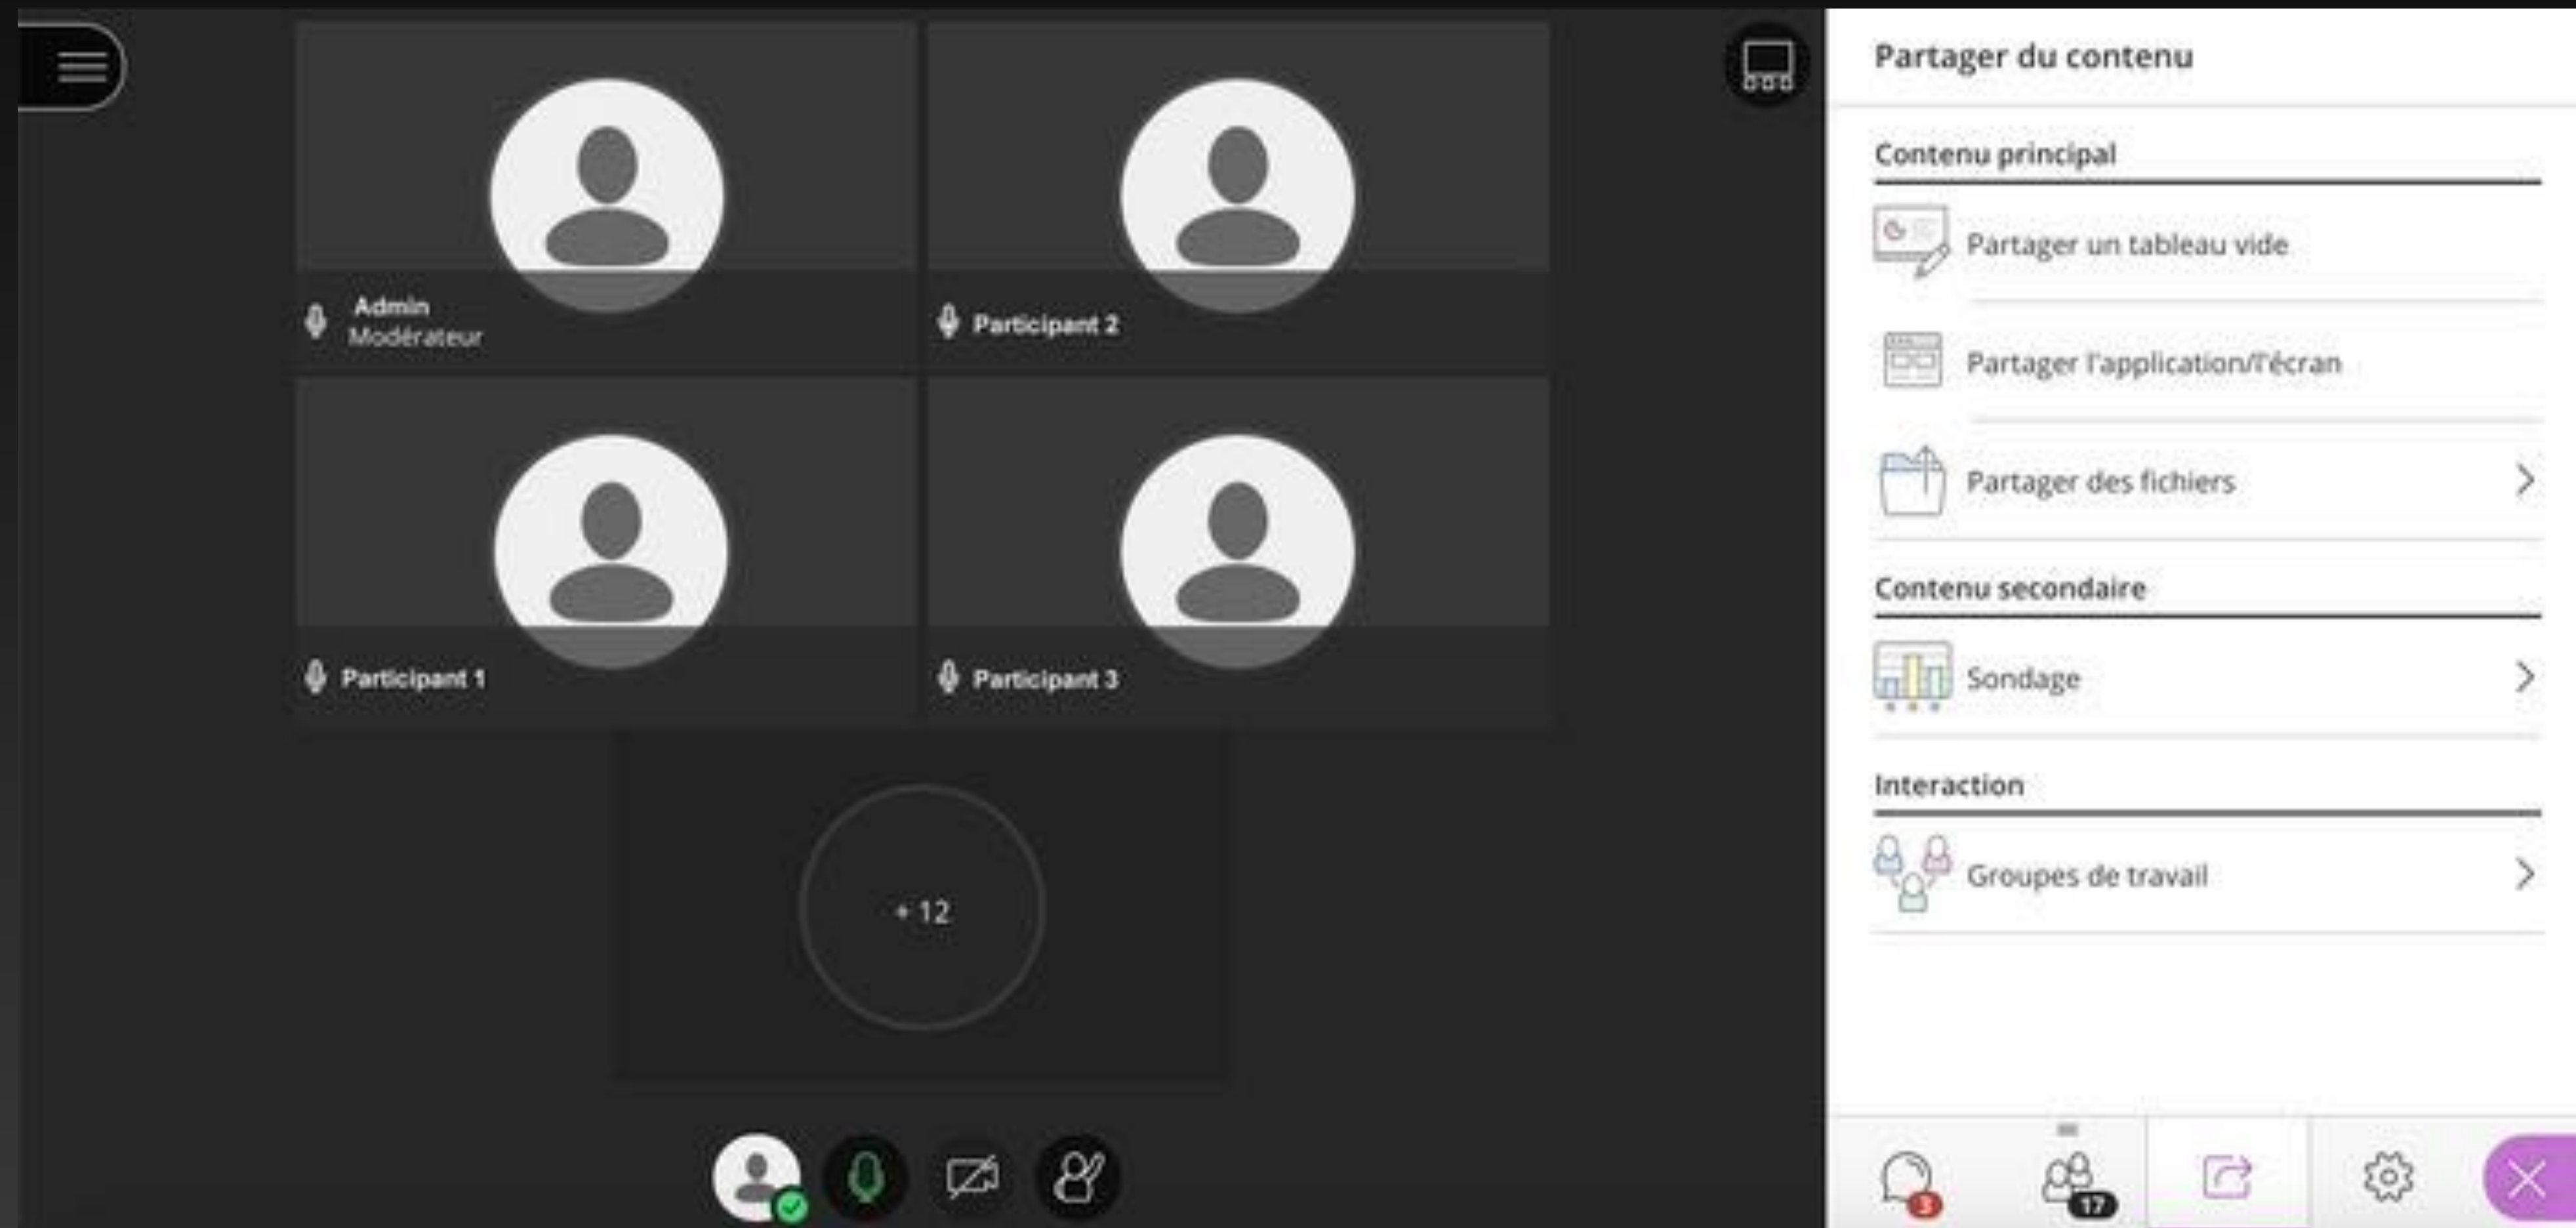 Admin
Modérateur
Participant 2
Participant 1
Participant 3
+ 12
Partager du contenu
Contenu principal
Partager un tableau vide
Partager l'application/l'écran
Partager des fichiers
Contenu secondaire
Sondage
Interaction
Groupes de travail
3
17